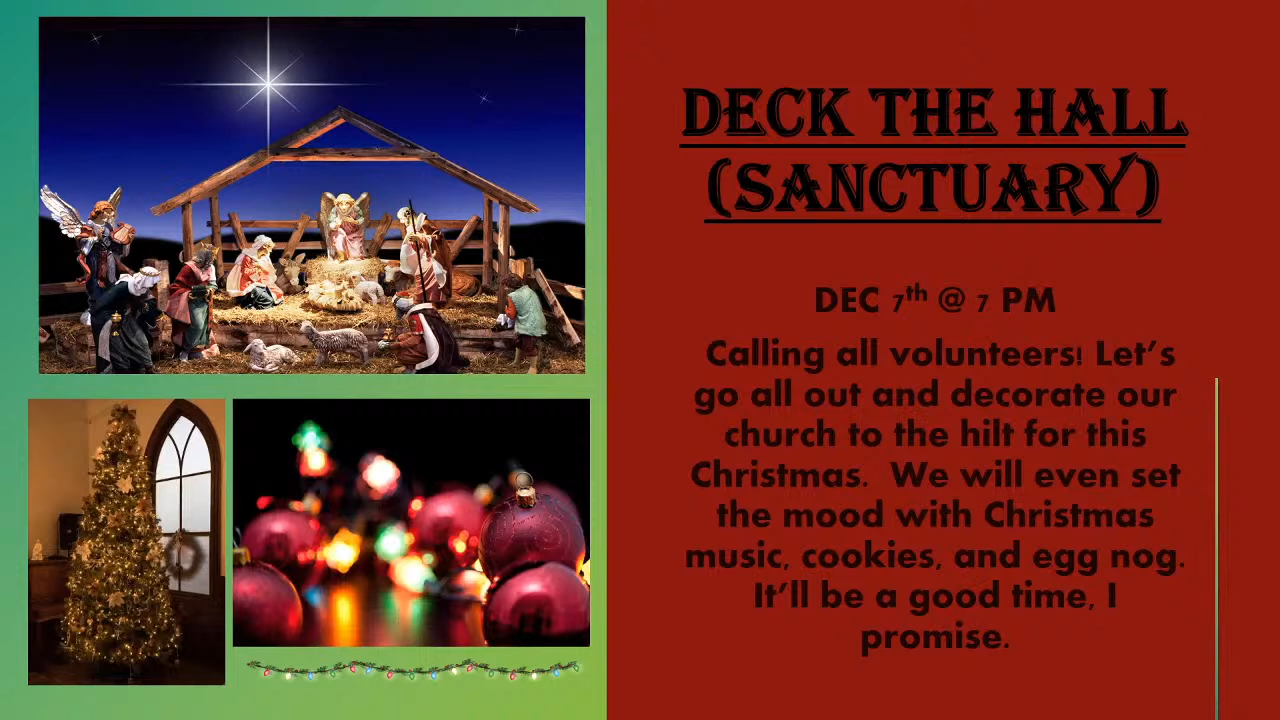 DECK THE HALL
(SANCTUARY)
DEC 7th @ 7 PM
Calling all volunteers! Let’s
go all out and decorate our
church to the hilt for this
Christmas.  We will even set
the mood with Christmas
music, cookies, and egg nog.
It’ll be a good time, I
promise.